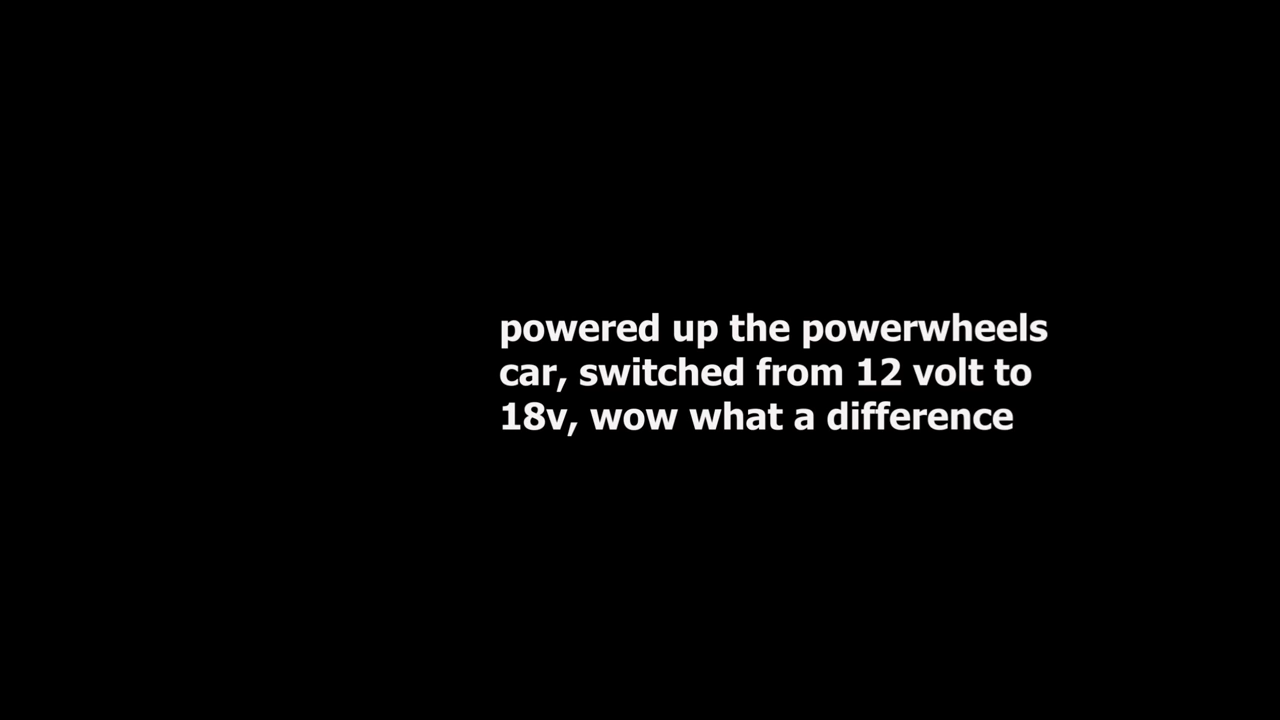 powered up the powerwheels
car, switched from 12 volt to
18v, wow what a difference